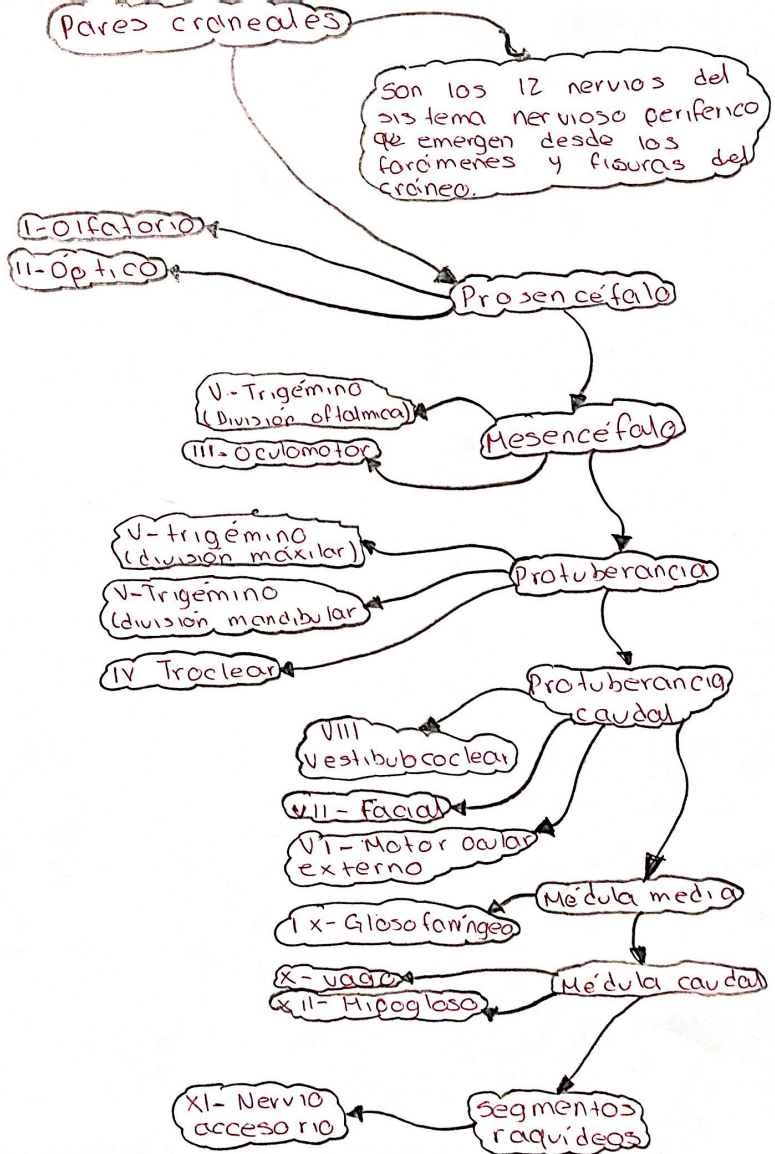 Pares craneales
Son los 12 nervios del
sistema nervioso periferico
que emergen desde los
forámenes y fisuras del
cráneo.
I-Olfatorio
II-Óptico
Prosencéfalo
V.-Trigémino
(División oftalmica)
III-Oculomotor
Mesencéfalo
V-trigémino
(división máxilar)
V-Trigémino
(división mandibular
IV Troclear
Protuberancia
Protuberancia
caudal
VIII
Vestibubcoclear
VII-Facial
VI-Motor ocular
externo
Médula media
IX-Glosofaríngeo
X-vago
XII-Hipogloso
Médula caudal
XI-Nervio
accesorio
segmentos
raquídeos